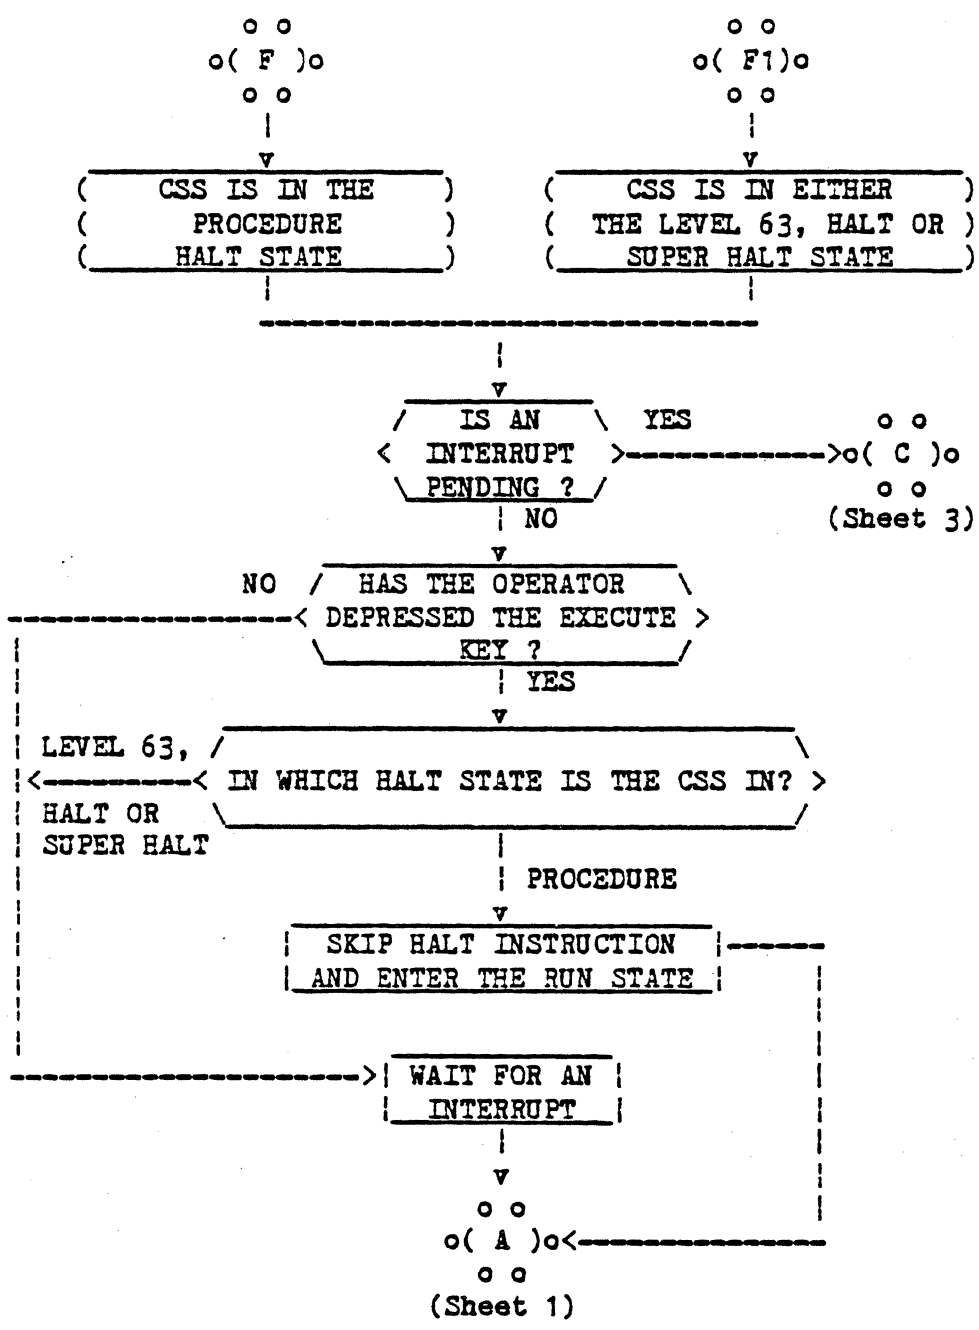 F
F1
CSS IS IN THE
PROCEDURE
HALT STATE
CSS IS IN EITHER
THE LEVEL 63, HALT OR
SUPER HALT STATE
IS AN
INTERRUPT
PENDING ?
YES
C
(Sheet 3)
NO
HAS THE OPERATOR
DEPRESSED THE EXECUTE
KEY ?
NO
YES
LEVEL 63,
HALT OR
SUPER HALT
IN WHICH HALT STATE IS THE CSS IN?
PROCEDURE
SKIP HALT INSTRUCTION
AND ENTER THE RUN STATE
WAIT FOR AN
INTERRUPT
A
(Sheet 1)